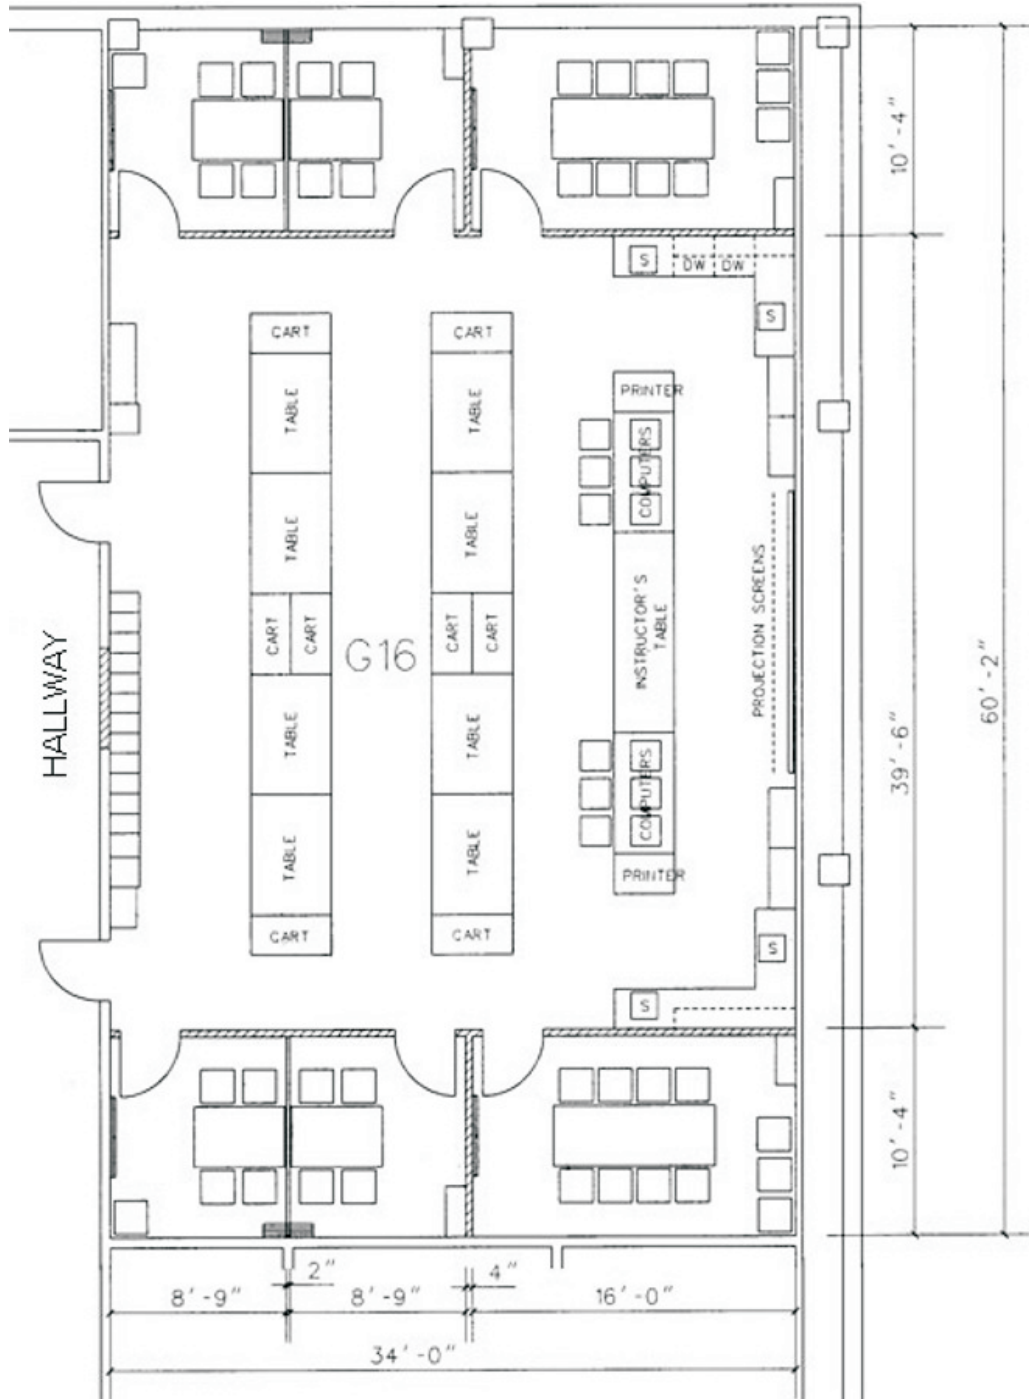 10'-4"
S
DW
DW
S
CART
CART
PRINTER
TABLE
TABLE
COMPUTERS
TABLE
TABLE
PROJECTION SCREENS
INSTRUCTOR'S
TABLE
CART
CART
G16
CART
CART
HALLWAY
60'-2"
39'-6"
TABLE
TABLE
COMPUTERS
TABLE
TABLE
PRINTER
CART
CART
S
S
10'-4"
2"
4"
8'-9"
8'-9"
16'-0"
34'-0"